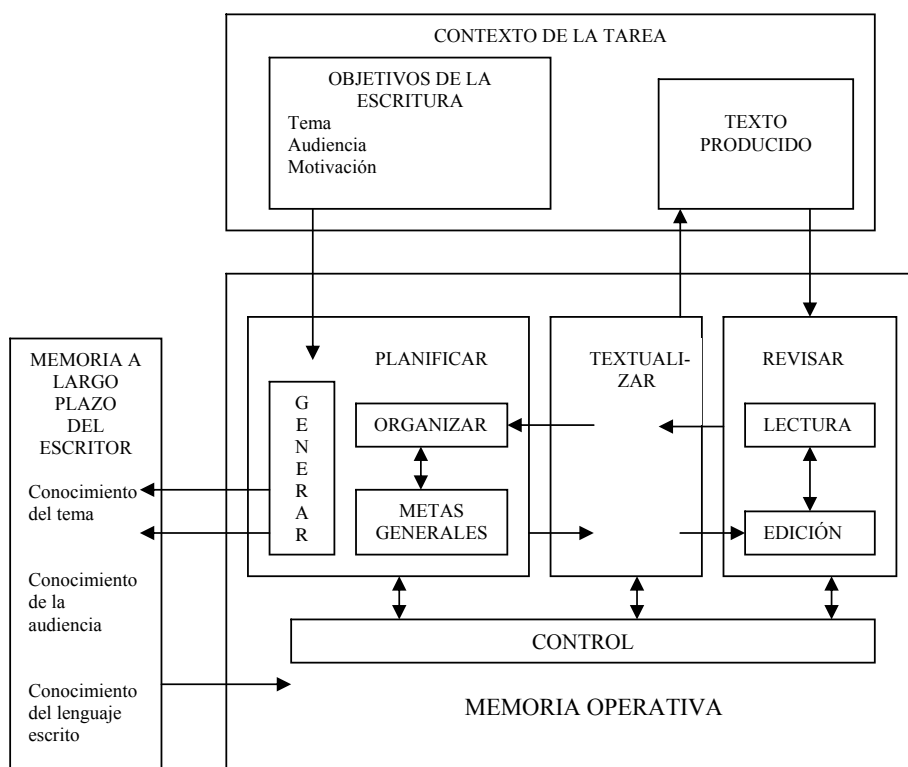 CONTEXTO DE LA TAREA
OBJETIVOS DE LA
ESCRITURA
Tema
Audiencia
Motivación
TEXTO
PRODUCIDO
MEMORIA A
LARGO
PLAZO
DEL
ESCRITOR
Conocimiento
del tema
Conocimiento
de la
audiencia
Conocimiento
del lenguaje
escrito
PLANIFICAR
G
E
N
E
R
A
R
ORGANIZAR
METAS
GENERALES
TEXTUALI-
ZAR
REVISAR
LECTURA
EDICIÓN
CONTROL
MEMORIA OPERATIVA